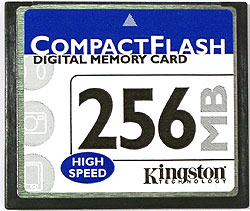 COMPACTFLASH
DIGITAL MEMORY CARD
256 MB
HIGH SPEED
Kingston
TECHNOLOGY